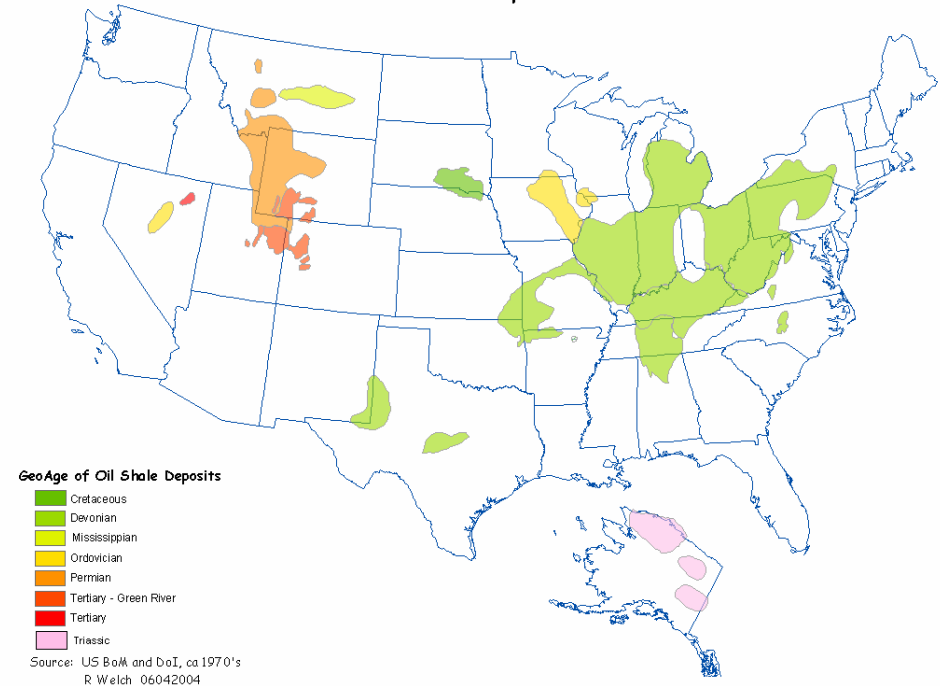 GeoAge of Oil Shale Deposits
Cretaceous
Devonian
Mississippian
Ordovician
Permian
Tertiary - Green River
Tertiary
Triassic
Source: US BoM and DoI, ca 1970's
R Welch 06042004